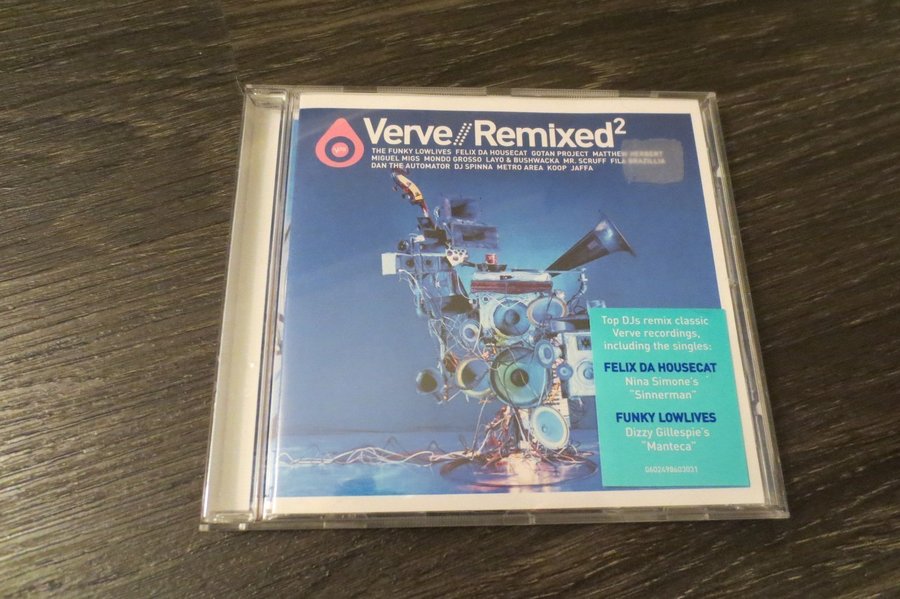 Verve//Remixed²
THE FUNKY LOWLIVES FELIX DA HOUSECAT GOTAN PROJECT MATTHEW HERBERT
MIGUEL MIGS MONDO GROSSO LAYO & BUSHWACKA MR. SCRUFF FILA BRAZILLIA
DAN THE AUTOMATOR DJ SPINNA METRO AREA KOOP JAFFA
Top DJs remix classic
Verve recordings,
including the singles:
FELIX DA HOUSECAT
Nina Simone's
"Sinnerman"
FUNKY LOWLIVES
Dizzy Gillespie's
"Manteca"
0602498603031